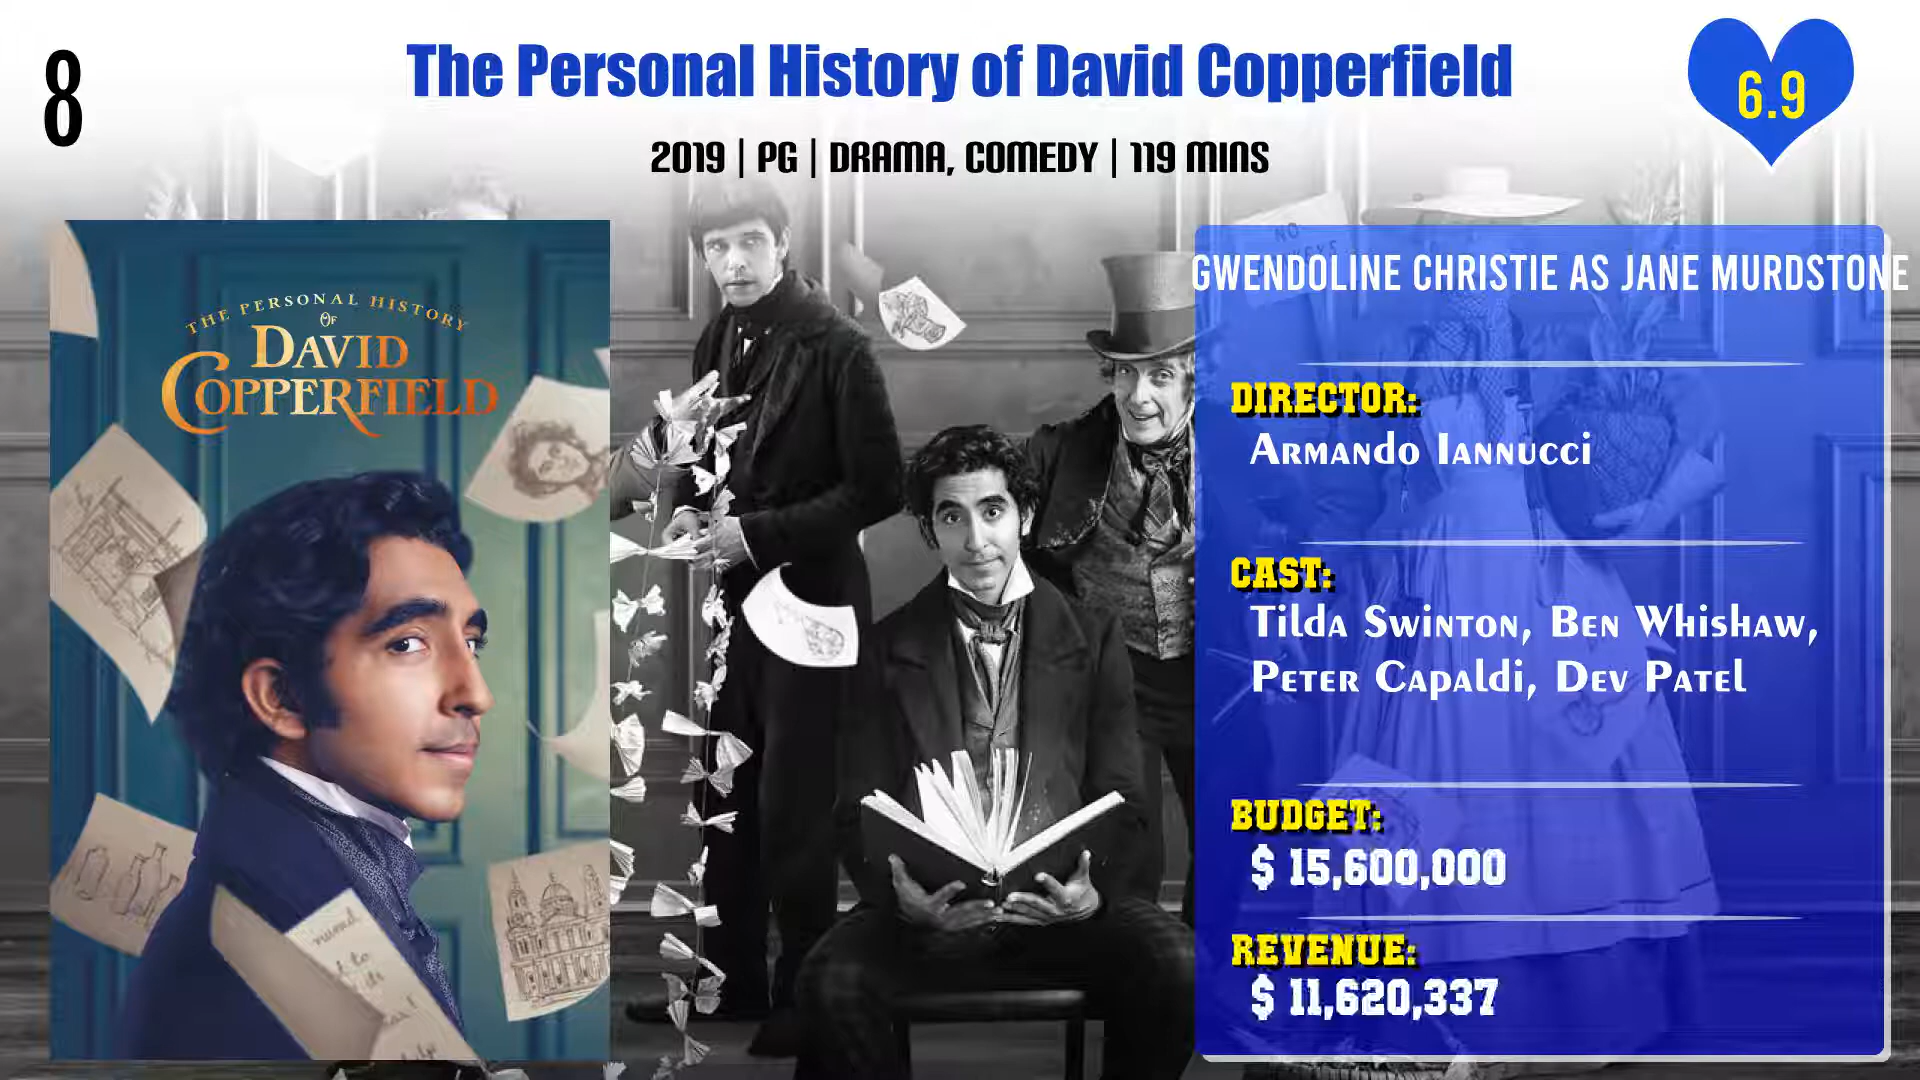 8
The Personal History of David Copperfield
6.9
2019 | PG | DRAMA, COMEDY | 119 MINS
NO
GWENDOLINE CHRISTIE AS JANE MURDSTONE
THE PERSONAL HISTORY
OF
DAVID
COPPERFIELD
DIRECTOR:
Armando Iannucci
CAST:
Tilda Swinton, Ben Whishaw,
Peter Capaldi, Dev Patel
BUDGET:
$ 15,600,000
REVENUE:
$ 11,620,337